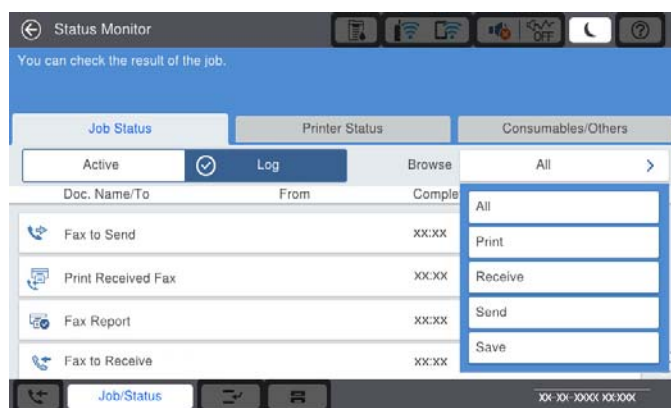 Status Monitor
OFF
You can check the result of the job.
Job Status Printer Status Consumables/Others
Active Log Browse All
Doc. Name/To From Comple
All
Fax to Send XX:XX
Print
Print Received Fax XX:XX
Receive
Fax Report XX:XX
Send
Fax to Receive XX:XX
Save
Job/Status XX-XX-XXXX XX:XXX